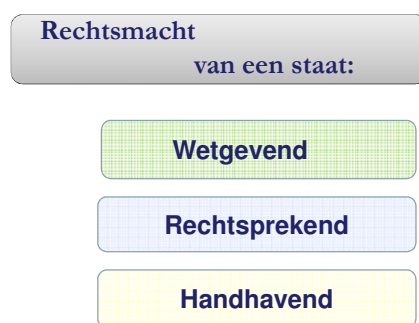 Rechtsmacht
van een staat:
Wetgevend
Rechtsprekend
Handhavend